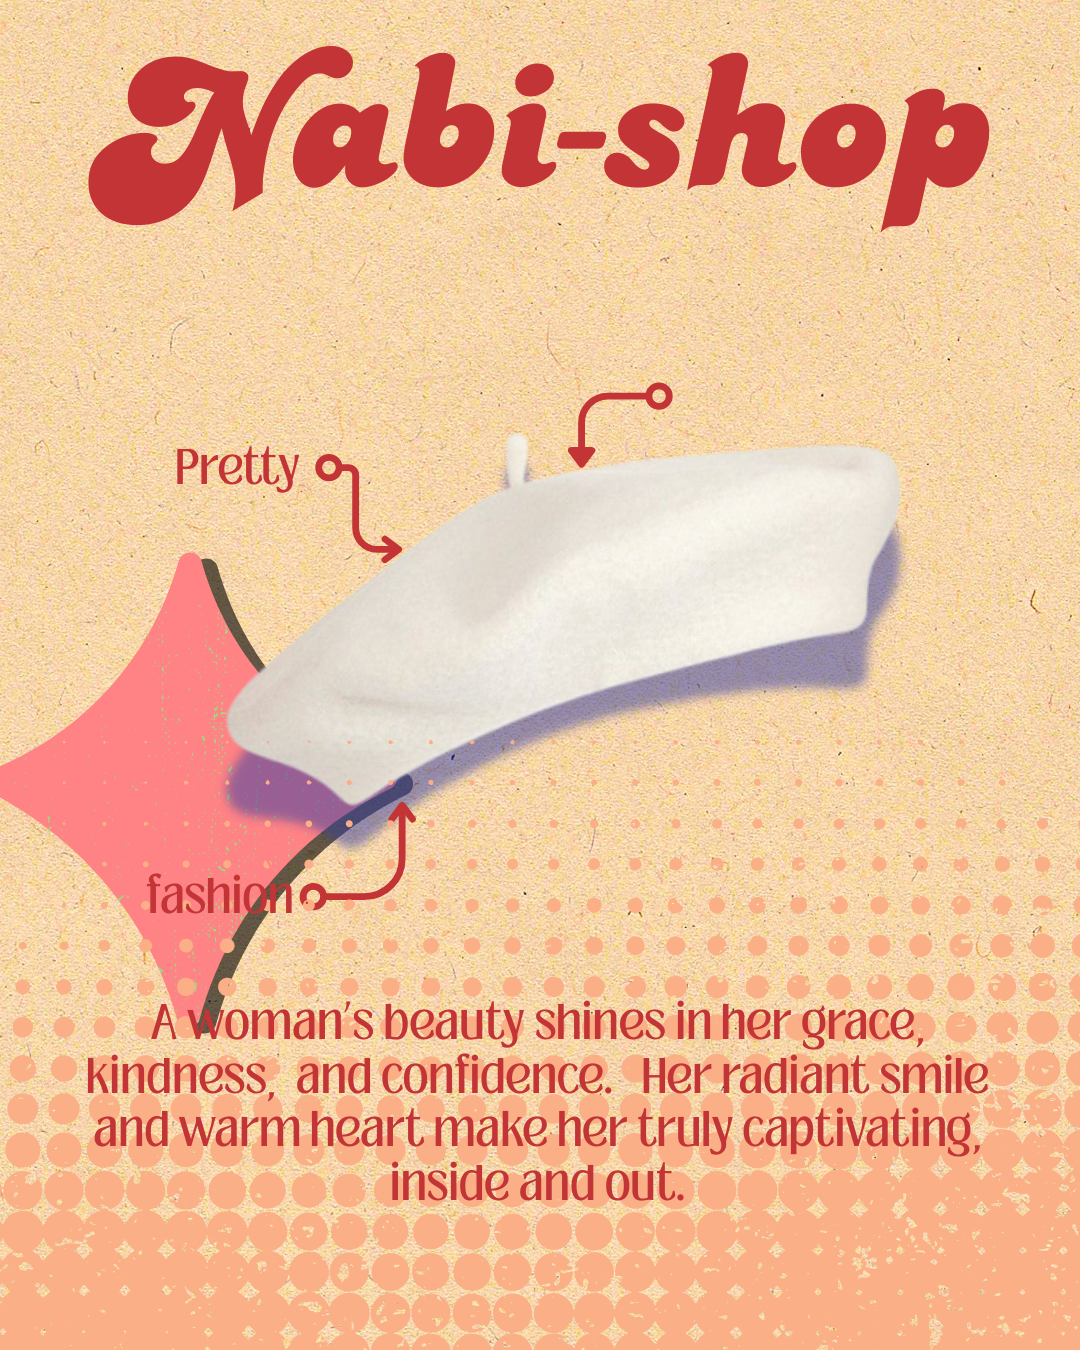 Nabi-shop
Pretty
fashion
A woman's beauty shines in her grace,
kindness, and confidence. Her radiant smile
and warm heart make her truly captivating,
inside and out.